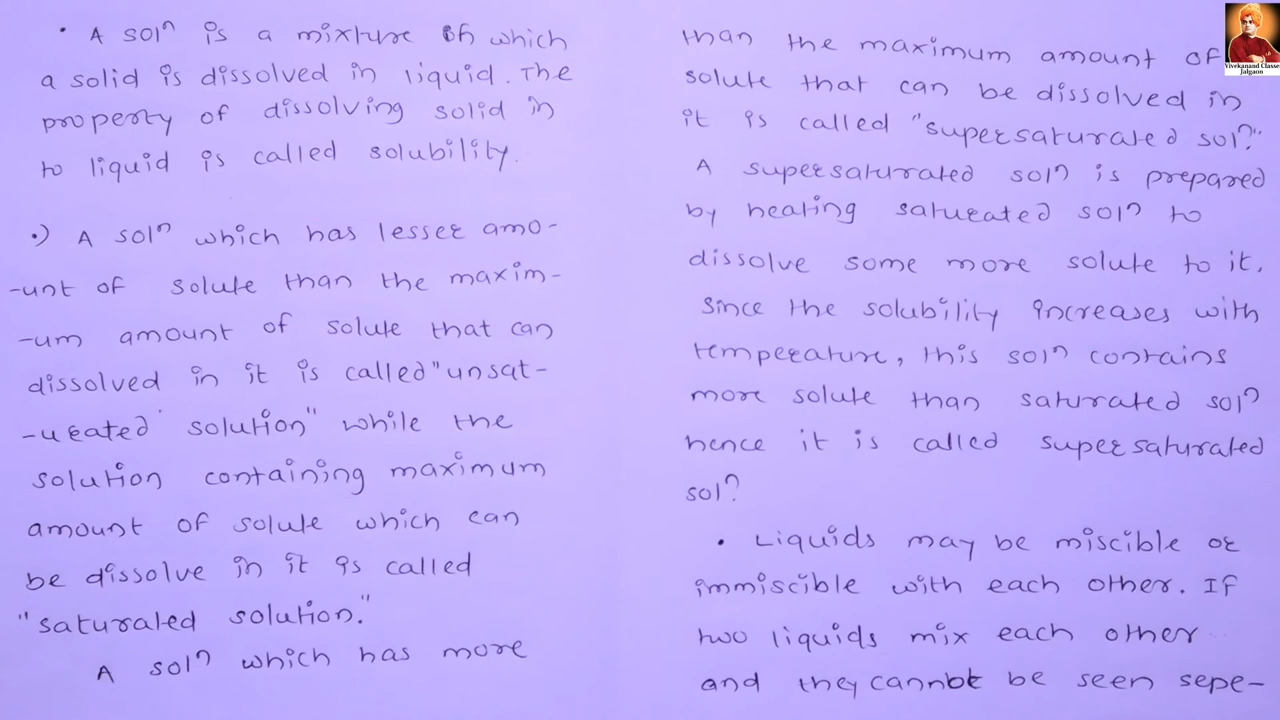 • A solⁿ is a mixture in which
a solid is dissolved in liquid. The
property of dissolving solid in
to liquid is called solubility.
•) A solⁿ which has lesser amo-
-unt of solute than the maxim-
-um amount of solute that can
dissolved in it is called "unsat-
-urated solution" while the
solution containing maximum
amount of solute which can
be dissolve in it is called
"saturated solution."
A solⁿ which has more
than the maximum amount of
solute that can be dissolved in
it is called "supersaturated solⁿ."
A supersaturated solⁿ is prepared
by heating saturated solⁿ to
dissolve some more solute to it.
Since the solubility increases with
temperature, this solⁿ contains
more solute than saturated solⁿ
hence it is called supersaturated
solⁿ.
• Liquids may be miscible or
immiscible with each other. If
two liquids mix each other
and they cannot be seen sepe-
Vivekanand Classes
Jalgaon